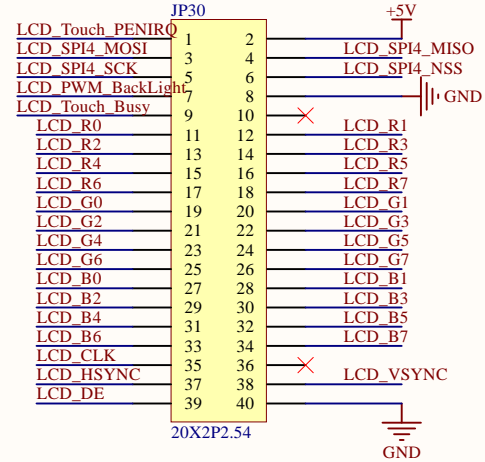 JP30 +5V
LCD_Touch_PENIRQ 1 2
LCD_SPI4_MOSI 3 4 LCD_SPI4_MISO
LCD_SPI4_SCK 5 6 LCD_SPI4_NSS
LCD_PWM_BackLight 7 8 GND
LCD_Touch_Busy 9 10
LCD_R0 11 12 LCD_R1
LCD_R2 13 14 LCD_R3
LCD_R4 15 16 LCD_R5
LCD_R6 17 18 LCD_R7
LCD_G0 19 20 LCD_G1
LCD_G2 21 22 LCD_G3
LCD_G4 23 24 LCD_G5
LCD_G6 25 26 LCD_G7
LCD_B0 27 28 LCD_B1
LCD_B2 29 30 LCD_B3
LCD_B4 31 32 LCD_B5
LCD_B6 33 34 LCD_B7
LCD_CLK 35 36
LCD_HSYNC 37 38 LCD_VSYNC
LCD_DE 39 40
20X2P2.54
GND